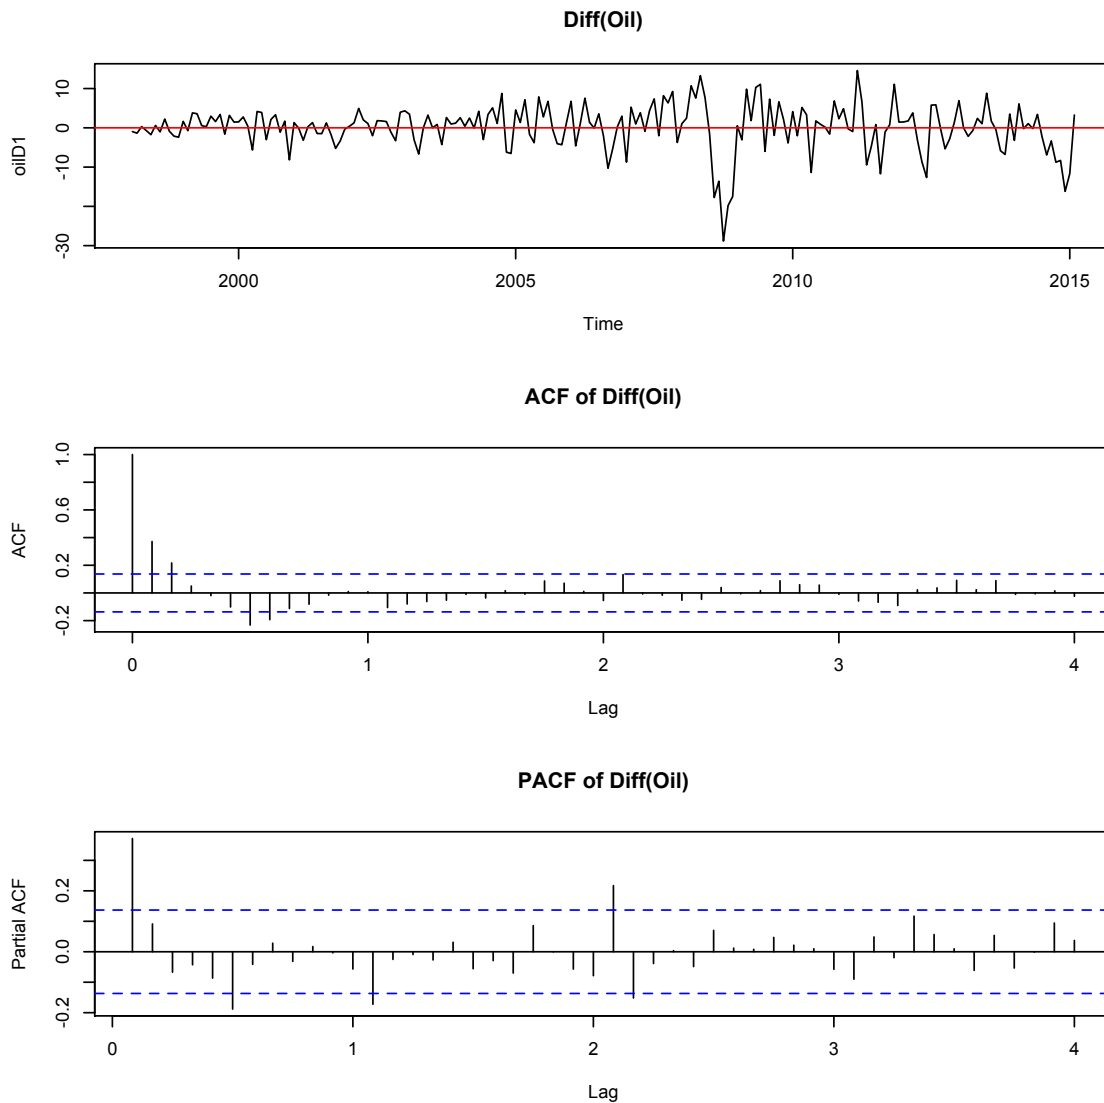 Diff(Oil)
oilD1
10
0
-10
-30
2000
2005
2010
2015
Time
ACF of Diff(Oil)
ACF
1.0
0.6
0.2
-0.2
0
1
2
3
4
Lag
PACF of Diff(Oil)
Partial ACF
0.2
0.0
-0.2
0
1
2
3
4
Lag